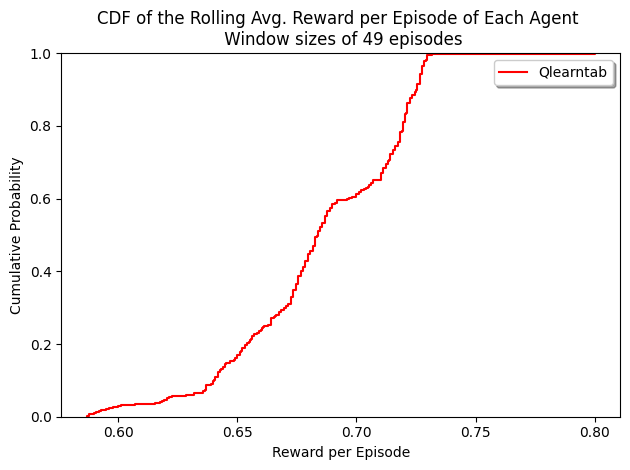 CDF of the Rolling Avg. Reward per Episode of Each Agent
Window sizes of 49 episodes
Qlearntab
Cumulative Probability
1.0
0.8
0.6
0.4
0.2
0.0
0.60
0.65
0.70
0.75
0.80
Reward per Episode